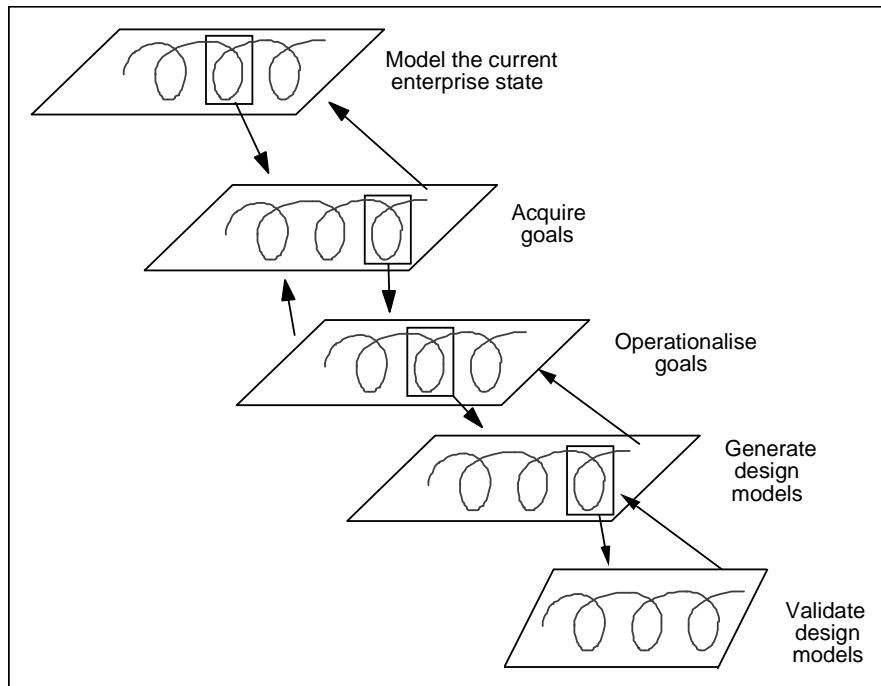 Model the current
enterprise state
Acquire
goals
Operationalise
goals
Generate
design
models
Validate
design
models